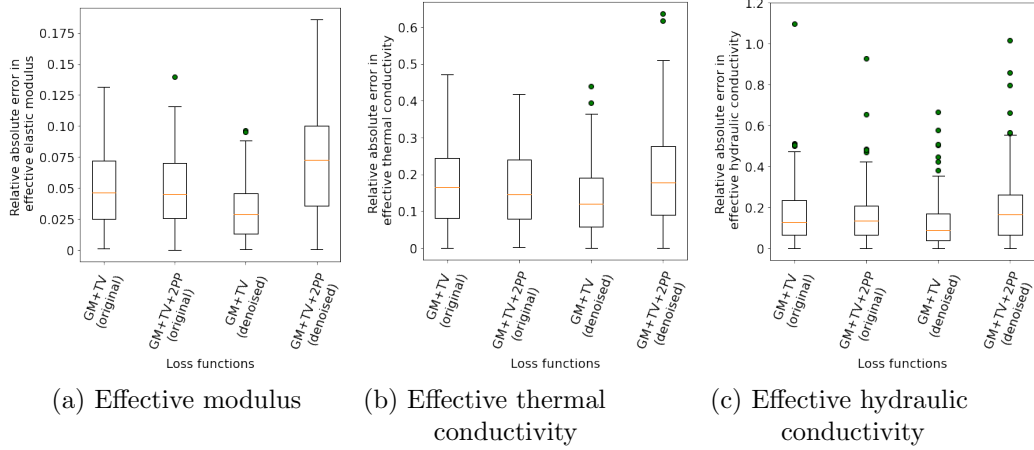 Relative absolute error in
effective elastic modulus
0.175
0.150
0.125
0.100
0.075
0.050
0.025
0
GM+TV
(original)
GM+TV+2PP
(original)
GM+TV
(denoised)
GM+TV+2PP
(denoised)
Loss functions
(a) Effective modulus
Relative absolute error in
effective thermal conductivity
0.6
0.5
0.4
0.3
0.2
0.1
0
GM+TV
(original)
GM+TV+2PP
(original)
GM+TV
(denoised)
GM+TV+2PP
(denoised)
Loss functions
(b) Effective thermal
conductivity
Relative absolute error in
effective hydraulic conductivity
1.2
1.0
0.8
0.6
0.4
0.2
0
GM+TV
(original)
GM+TV+2PP
(original)
GM+TV
(denoised)
GM+TV+2PP
(denoised)
Loss functions
(c) Effective hydraulic
conductivity